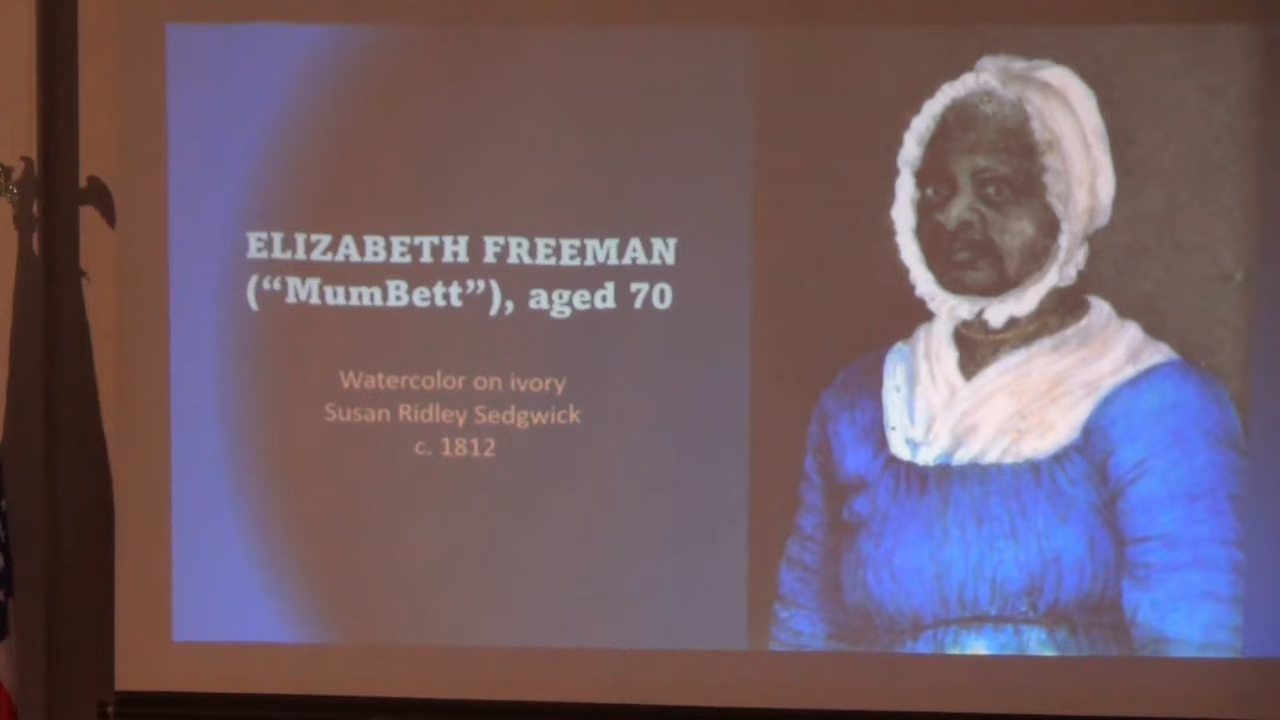 ELIZABETH FREEMAN
(“MumBett”), aged 70
Watercolor on ivory
Susan Ridley Sedgwick
c. 1812